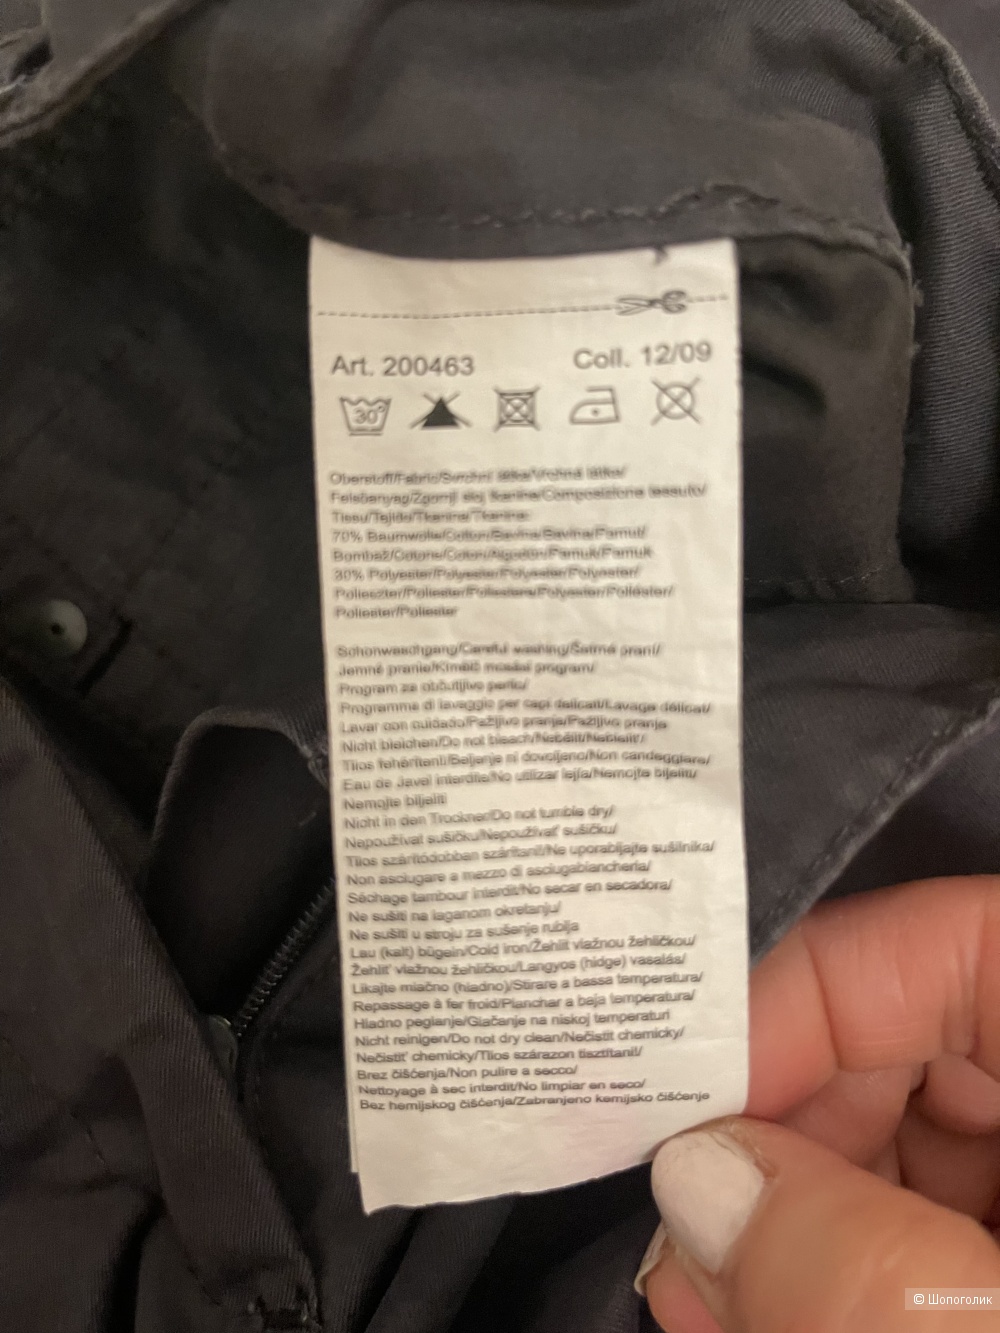 Art. 200463 Coll. 12/09
30°
Oberstoff/Fabric/Svrchní látka/Vrchná látka/
Felsőanyag/Zgornji sloj tkanine/Composizione tessuto/
Tissu/Tejido/Tkanina/Tkanina:
70% Baumwolle/Cotton/Bavlna/Bavlna/Pamut/
Bombaž/Cotone/Coton/Algodón/Pamuk/Pamuk
30% Polyester/Polyester/Polyester/Polyester/
Poliészter/Poliester/Poliestere/Polyester/Poliéster/
Poliester/Poliester
Schonwaschgang/Careful washing/Šetrné praní/
Jemné pranie/Kímélő mosási program/
Program za občutljivo perilo/
Programma di lavaggio per capi delicati/Lavage délicat/
Lavar con cuidado/Pažljivo pranje/Pažljivo pranje
Nicht bleichen/Do not bleach/Nebělit/Nebieliť/
Tilos fehéríteni/Beljenje ni dovoljeno/Non candeggiare/
Eau de Javel interdite/No utilizar lejía/Nemojte bijeliti/
Nemojte bijeliti
Nicht in den Trockner/Do not tumble dry/
Nepoužívat sušičku/Nepoužívať sušičku/
Tilos szárítódobban szárítani!/Ne uporabljajte sušilnika/
Non asciugare a mezzo di asciugabiancheria/
Séchage tambour interdit/No secar en secadora/
Ne sušiti na laganom okretanju/
Ne sušiti u stroju za sušenje rublja
Lau (kalt) bügeln/Cold iron/Žehlit vlažnou žehličkou/
Žehliť vlažnou žehličkou/Langyos (hideg) vasalás/
Likajte mlačno (hladno)/Stirare a bassa temperatura/
Repassage à fer froid/Planchar a baja temperatura/
Hladno peglanje/Glačanje na niskoj temperaturi
Nicht reinigen/Do not dry clean/Nečistit chemicky/
Nečistiť chemicky/Tilos szárazon tisztítani!/
Brez čiščenja/Non pulire a secco/
Nettoyage à sec interdit/No limpiar en seco/
Bez hemijskog čišćenja/Zabranjeno kemijsko čišćenje
© Шопоголик